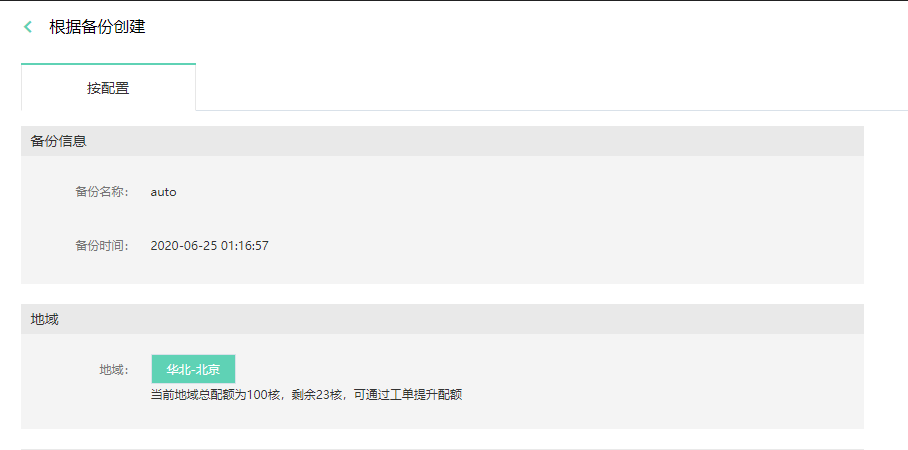 根据备份创建
按配置
备份信息
备份名称： auto
备份时间： 2020-06-25 01:16:57
地域
地域： 华北-北京
当前地域总配额为100核，剩余23核，可通过工单提升配额